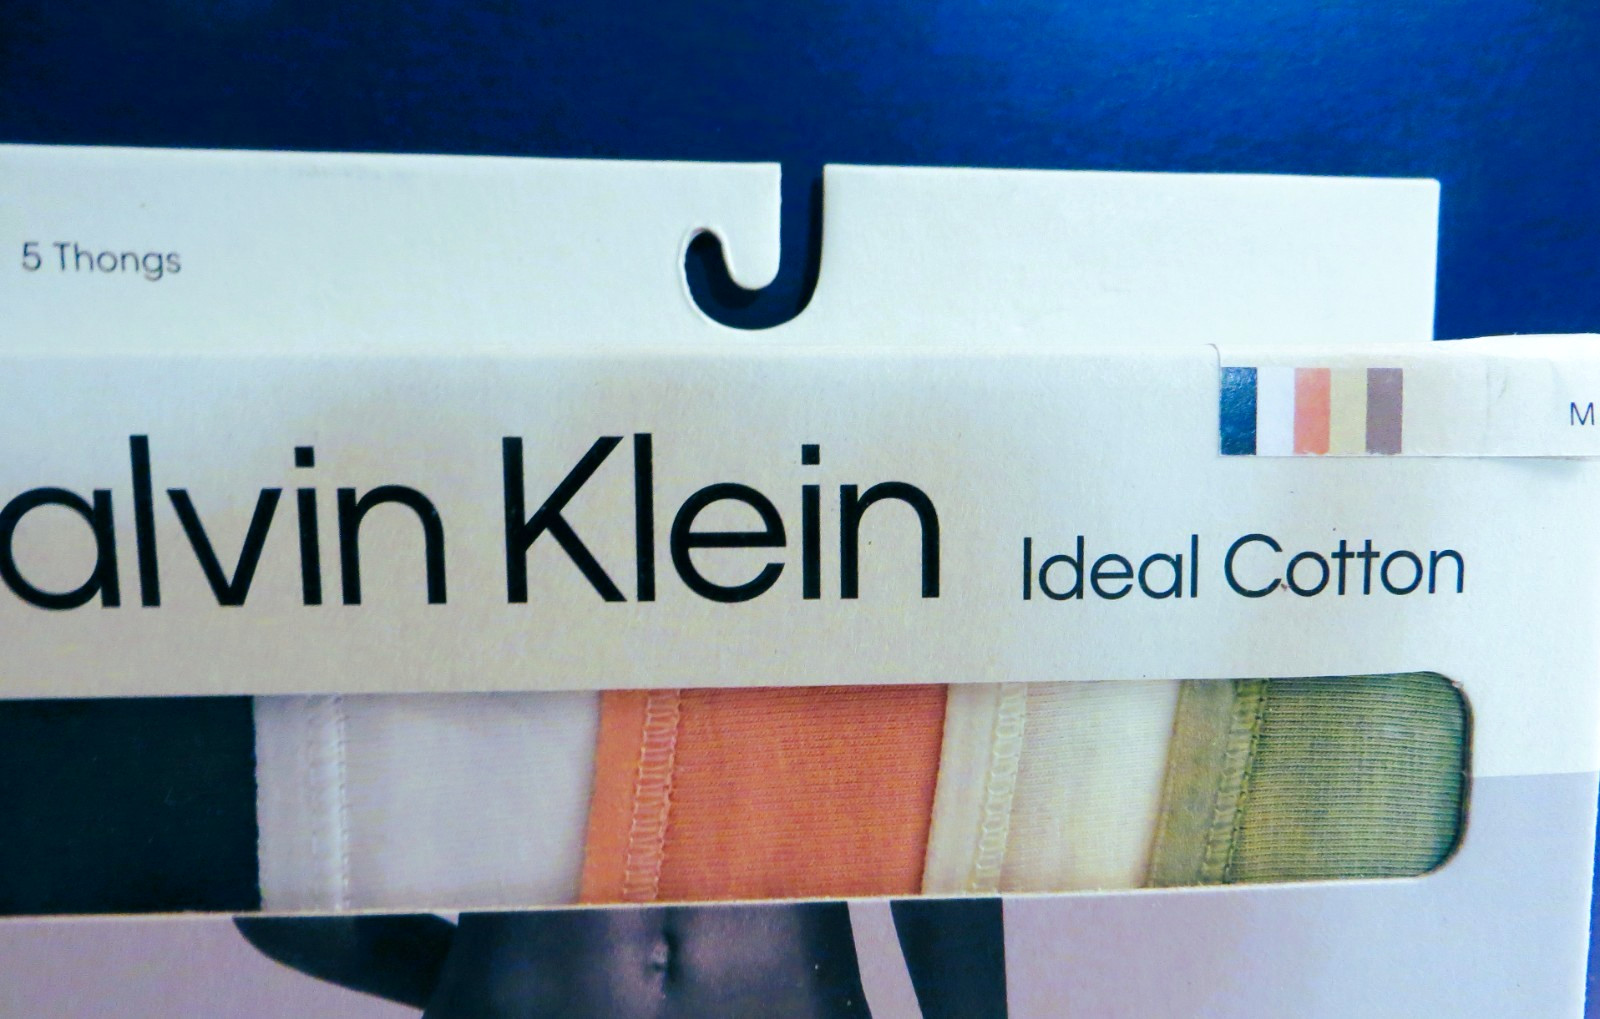 5 Thongs
M
alvin Klein Ideal Cotton